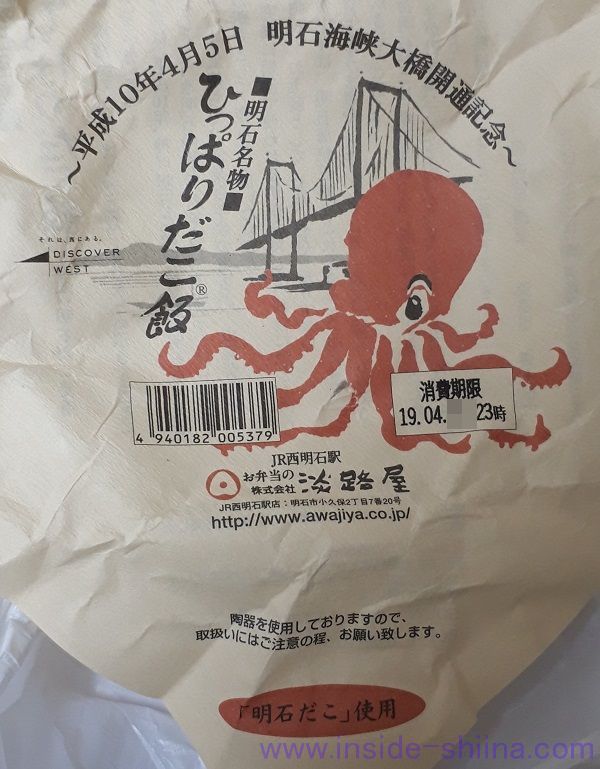 ～平成10年4月5日 明石海峡大橋開通記念～
■明石名物■
ひっぱりだこ飯®
それは、西にある。
DISCOVER
WEST
消費期限
19.04. 23時
4 940182 005379
JR西明石駅
お弁当の
株式会社 淡路屋
JR西明石駅店：明石市小久保2丁目7番20号
http://www.awajiya.co.jp/
陶器を使用しておりますので、
取扱いにはご注意の程、お願い致します。
「明石だこ」使用
www.inside-shiina.com